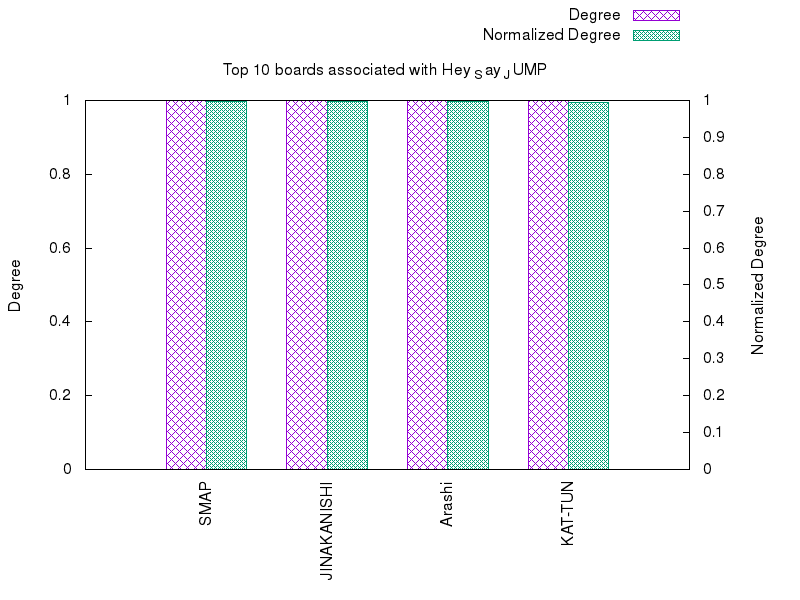 Degree
Normalized Degree
Top 10 boards associated with Hey Say JUMP
1
0.8
0.6
0.4
0.2
0
1
0.9
0.8
0.7
0.6
0.5
0.4
0.3
0.2
0.1
0
Degree
Normalized Degree
SMAP
JINAKANISHI
Arashi
KAT-TUN